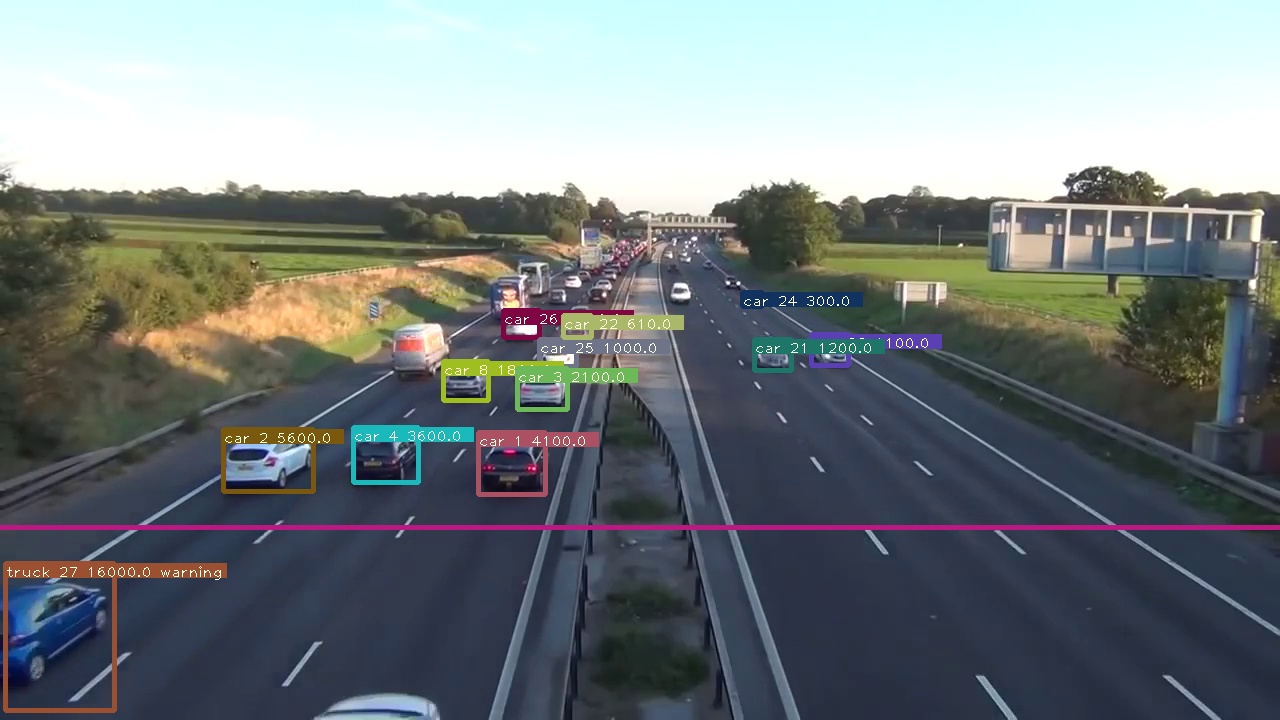 car 24 300.0
car 26
car 22 610.0
100.0
car 25 1000.0
car 21 1200.0
car 8 18
car 3 2100.0
car 2 5600.0
car 4 3600.0
car 1 4100.0
truck 27 16000.0 warning